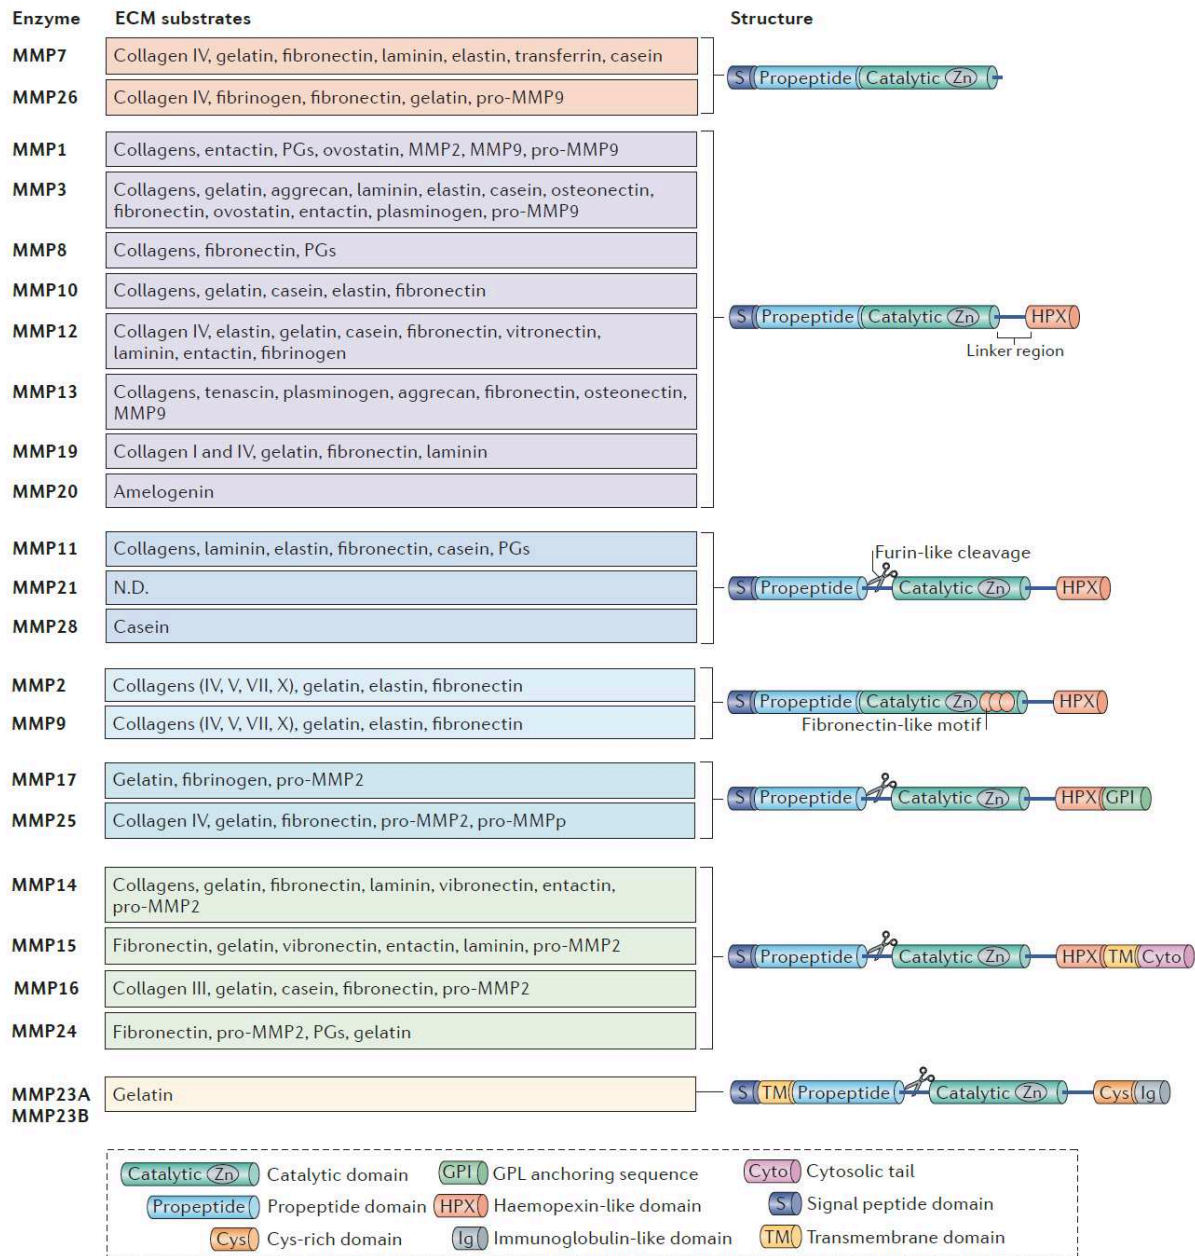 Enzyme ECM substrates Structure
MMP7 Collagen IV, gelatin, fibronectin, laminin, elastin, transferrin, casein
S Propeptide Catalytic Zn
MMP26 Collagen IV, fibrinogen, fibronectin, gelatin, pro-MMP9
MMP1 Collagens, entactin, PGs, ovostatin, MMP2, MMP9, pro-MMP9
MMP3 Collagens, gelatin, aggrecan, laminin, elastin, casein, osteonectin,
fibronectin, ovostatin, entactin, plasminogen, pro-MMP9
MMP8 Collagens, fibronectin, PGs
MMP10 Collagens, gelatin, casein, elastin, fibronectin
S Propeptide Catalytic Zn HPX
Linker region
MMP12 Collagen IV, elastin, gelatin, casein, fibronectin, vitronectin,
laminin, entactin, fibrinogen
MMP13 Collagens, tenascin, plasminogen, aggrecan, fibronectin, osteonectin,
MMP9
MMP19 Collagen I and IV, gelatin, fibronectin, laminin
MMP20 Amelogenin
MMP11 Collagens, laminin, elastin, fibronectin, casein, PGs
Furin-like cleavage
MMP21 N.D.
S Propeptide Catalytic Zn HPX
MMP28 Casein
MMP2 Collagens (IV, V, VII, X), gelatin, elastin, fibronectin
S Propeptide Catalytic Zn HPX
MMP9 Collagens (IV, V, VII, X), gelatin, elastin, fibronectin
Fibronectin-like motif
MMP17 Gelatin, fibrinogen, pro-MMP2
S Propeptide Catalytic Zn HPX GPI
MMP25 Collagen IV, gelatin, fibronectin, pro-MMP2, pro-MMPp
MMP14 Collagens, gelatin, fibronectin, laminin, vibronectin, entactin,
pro-MMP2
MMP15 Fibronectin, gelatin, vibronectin, entactin, laminin, pro-MMP2
S Propeptide Catalytic Zn HPX TM Cyto
MMP16 Collagen III, gelatin, casein, fibronectin, pro-MMP2
MMP24 Fibronectin, pro-MMP2, PGs, gelatin
MMP23A Gelatin
MMP23B
S TM Propeptide Catalytic Zn Cys Ig
Catalytic Zn Catalytic domain GPI GPL anchoring sequence Cyto Cytosolic tail
Propeptide Propeptide domain HPX Haemopexin-like domain S Signal peptide domain
Cys Cys-rich domain Ig Immunoglobulin-like domain TM Transmembrane domain